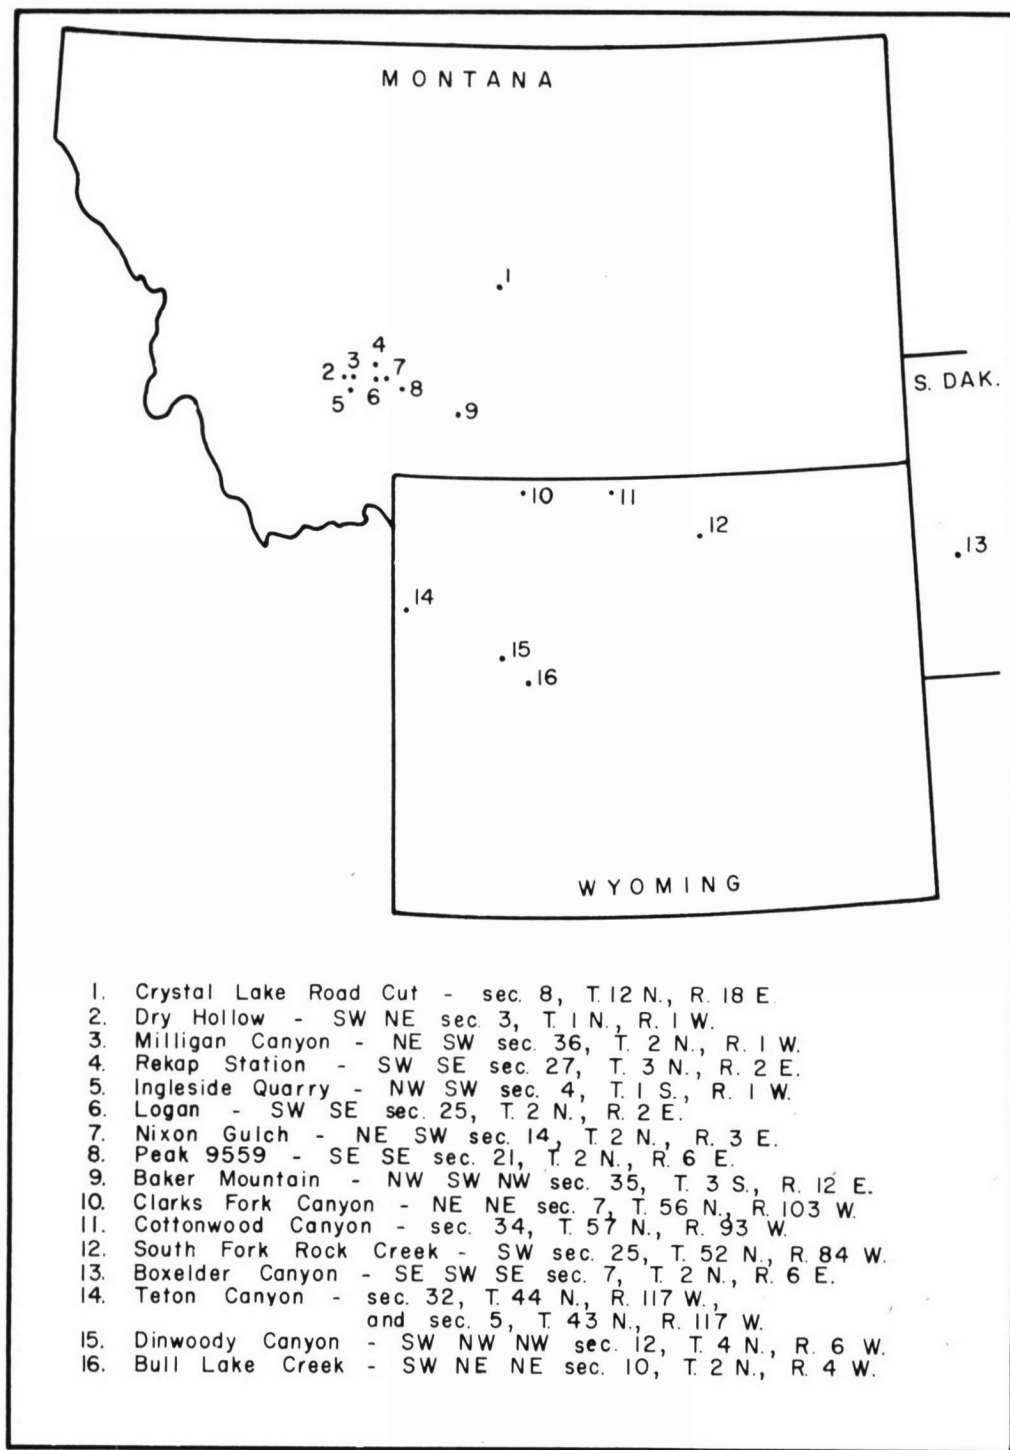 MONTANA
1
4
3
2
7
8
5
6
9
S. DAK.
10
11
12
13
14
15
16
WYOMING
1. Crystal Lake Road Cut - sec. 8, T. 12 N., R. 18 E.
2. Dry Hollow - SW NE sec. 3, T. 1 N., R. 1 W.
3. Milligan Canyon - NE SW sec. 36, T. 2 N., R. 1 W.
4. Rekap Station - SW SE sec. 27, T. 3 N., R. 2 E.
5. Ingleside Quarry - NW SW sec. 4, T. 1 S., R. 1 W.
6. Logan - SW SE sec. 25, T. 2 N., R. 2 E.
7. Nixon Gulch - NE SW sec. 14, T. 2 N., R. 3 E.
8. Peak 9559 - SE SE sec. 21, T. 2 N., R. 6 E.
9. Baker Mountain - NW SW NW sec. 35, T. 3 S., R. 12 E.
10. Clarks Fork Canyon - NE NE sec. 7, T. 56 N., R. 103 W.
11. Cottonwood Canyon - sec. 34, T. 57 N., R. 93 W.
12. South Fork Rock Creek - SW sec. 25, T. 52 N., R. 84 W.
13. Boxelder Canyon - SE SW SE sec. 7, T. 2 N., R. 6 E.
14. Teton Canyon - sec. 32, T. 44 N., R. 117 W.,
and sec. 5, T. 43 N., R. 117 W.
15. Dinwoody Canyon - SW NW NW sec. 12, T. 4 N., R. 6 W.
16. Bull Lake Creek - SW NE NE sec. 10, T. 2 N., R. 4 W.